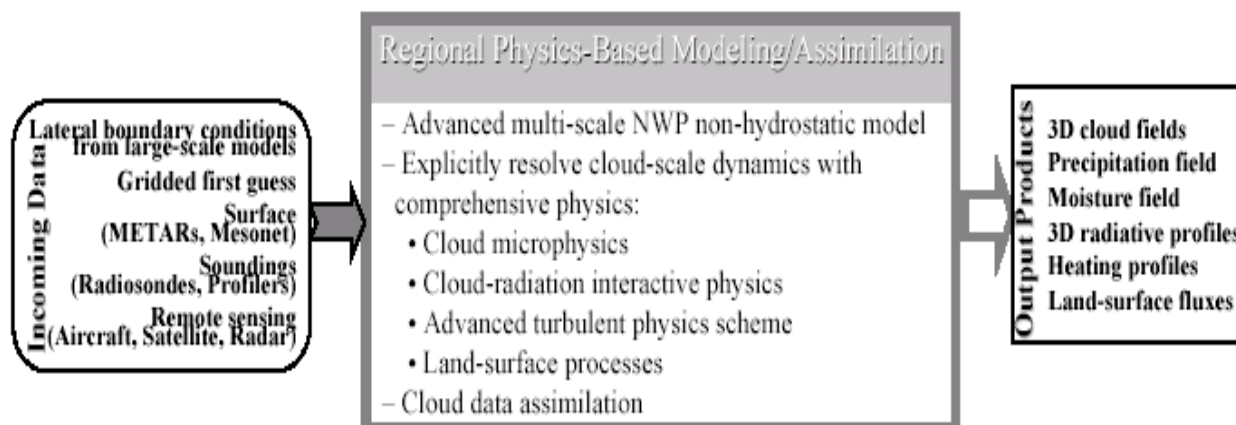 Incoming Data
Lateral boundary conditions
from large-scale models
Gridded first guess
Surface
(METARs, Mesonet)
Soundings
(Radiosondes, Profilers)
Remote sensing
(Aircraft, Satellite, Radar)
Regional Physics-Based Modeling/Assimilation
– Advanced multi-scale NWP non-hydrostatic model
– Explicitly resolve cloud-scale dynamics with
comprehensive physics:
• Cloud microphysics
• Cloud-radiation interactive physics
• Advanced turbulent physics scheme
• Land-surface processes
– Cloud data assimilation
Output Products
3D cloud fields
Precipitation field
Moisture field
3D radiative profiles
Heating profiles
Land-surface fluxes